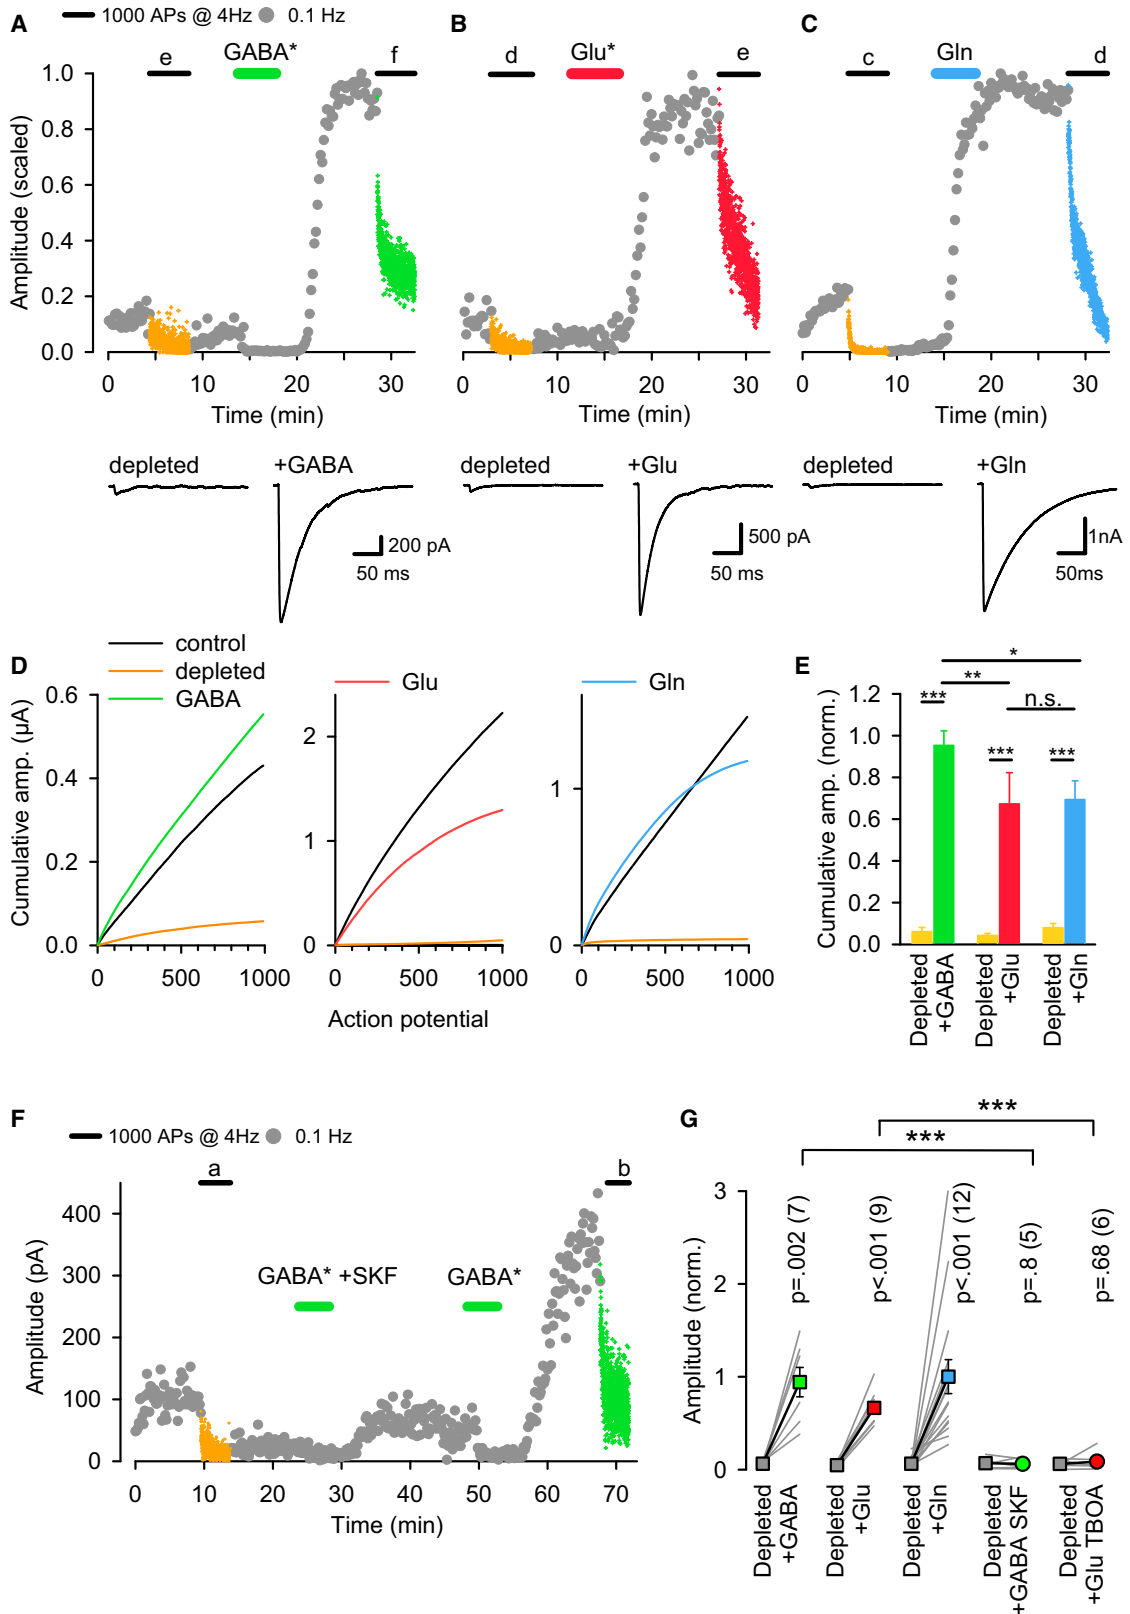 A
1000 APs @ 4Hz
0.1 Hz
B
C
e
GABA*
f
d
Glu*
e
c
Gln
d
Amplitude (scaled)
1.0
0.8
0.6
0.4
0.2
0.0
0
10
20
30
Time (min)
0
10
20
30
Time (min)
0
10
20
30
Time (min)
depleted
+GABA
200 pA
50 ms
depleted
+Glu
500 pA
50 ms
depleted
+Gln
1nA
50ms
D
control
depleted
GABA
Glu
Gln
Cumulative amp. (µA)
0.6
0.4
0.2
0.0
0
500
1000
2
1
0
0
500
1000
1
0
0
500
1000
Action potential
E
*
**
n.s.
***
***
***
Cumulative amp. (norm.)
1.2
1.0
0.8
0.6
0.4
0.2
0.0
Depleted
+GABA
Depleted
+Glu
Depleted
+Gln
F
1000 APs @ 4Hz
0.1 Hz
a
b
GABA* +SKF
GABA*
Amplitude (pA)
400
300
200
100
0
0
10
20
30
40
50
60
70
Time (min)
G
***
***
Amplitude (norm.)
3
2
1
0
p=.002 (7)
p<.001 (9)
p<.001 (12)
p=.8 (5)
p=.68 (6)
Depleted
+GABA
Depleted
+Glu
Depleted
+Gln
Depleted
+GABA SKF
Depleted
+Glu TBOA